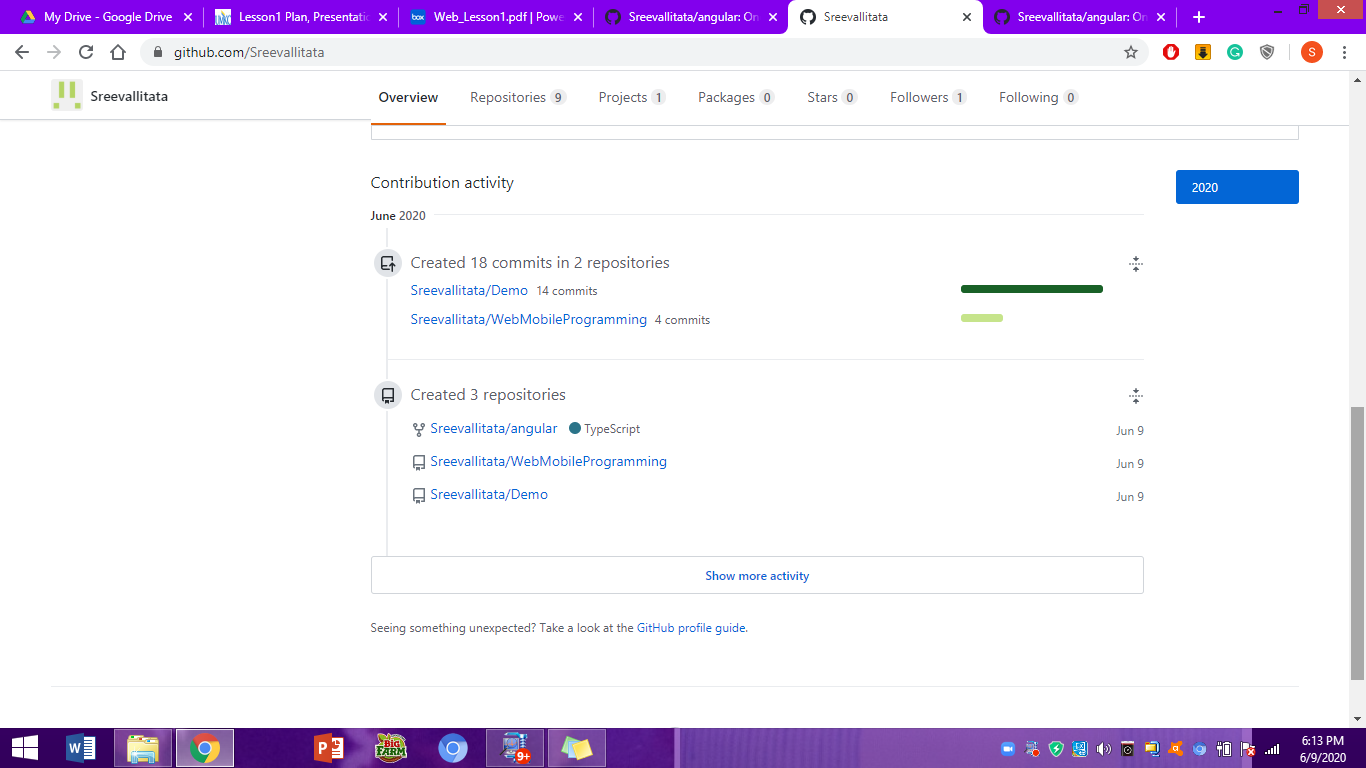 My Drive - Google Drive
Lesson1 Plan, Presentatio
box Web_Lesson1.pdf | Powe
Sreevallitata/angular: On
Sreevallitata
Sreevallitata/angular: On
github.com/Sreevallitata
S
Sreevallitata
Overview Repositories 9 Projects 1 Packages 0 Stars 0 Followers 1 Following 0
Contribution activity
2020
June 2020
Created 18 commits in 2 repositories
Sreevallitata/Demo 14 commits
Sreevallitata/WebMobileProgramming 4 commits
Created 3 repositories
Sreevallitata/angular TypeScript Jun 9
Sreevallitata/WebMobileProgramming Jun 9
Sreevallitata/Demo Jun 9
Show more activity
Seeing something unexpected? Take a look at the GitHub profile guide.
W
P
BIG FARM
9+
6:13 PM
6/9/2020